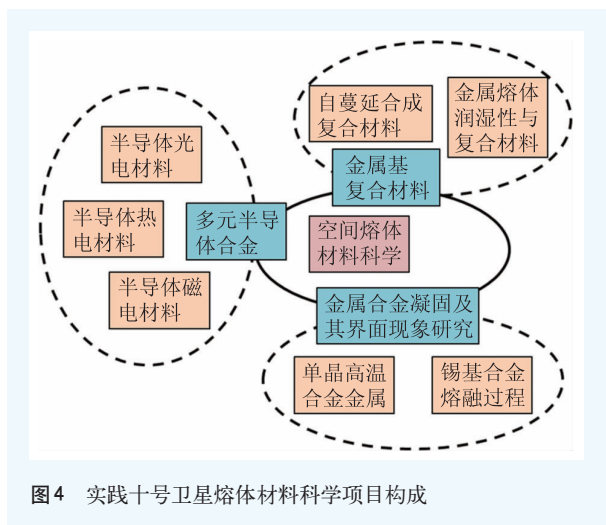 自蔓延合成
复合材料
金属熔体
润湿性与
复合材料
半导体光
电材料
金属基
复合材料
半导体热
电材料
多元半导
体合金
空间熔体
材料科学
半导体磁
电材料
金属合金凝固及
其界面现象研究
单晶高温
合金金属
锡基合金
熔融过程
图4 实践十号卫星熔体材料科学项目构成